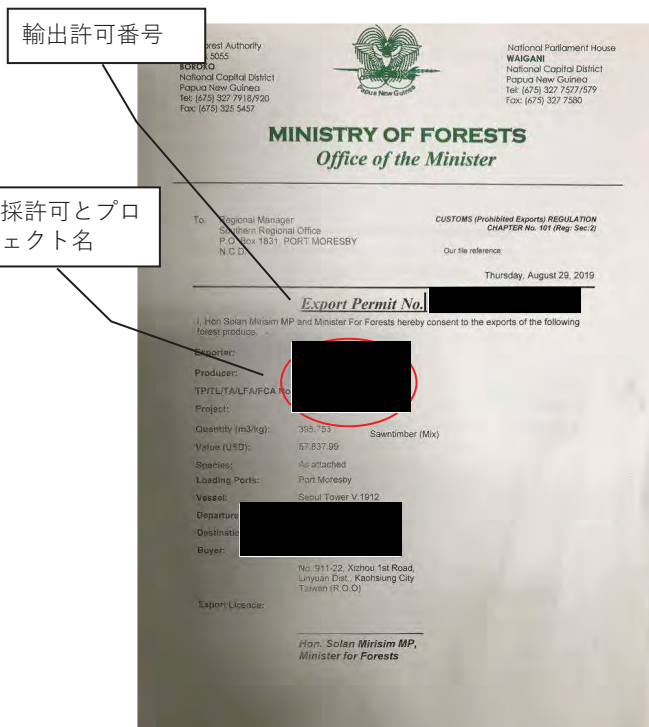 輸出許可番号
rest Authority
5055
BOROKO
National Capital District
Papua New Guinea
Tel: (675) 327 7918/920
Fax: (675) 325 5457
Papua New Guinea
National Parliament House
WAIGANI
National Capital District
Papua New Guinea
Tel: (675) 327 7577/579
Fax: (675) 327 7580
MINISTRY OF FORESTS
Office of the Minister
採許可とプロ
ェクト名
To: Regional Manager
Southern Regional Office
P.O. Box 1831, PORT MORESBY
N.C.D
CUSTOMS (Prohibited Exports) REGULATION
CHAPTER No. 101 (Reg: Sec:2)
Our file reference:
Thursday, August 29, 2019
Export Permit No.
I, Hon Solan Mirisim MP and Minister For Forests hereby consent to the exports of the following
forest produce.
Exporter:
Producer:
TP/TL/TA/LFA/FCA No
Project:
Quantity (m3/kg): 395.753 Sawntimber (Mix)
Value (USD): 57,837.99
Species: As attached
Loading Ports: Port Moresby
Vessel: Seoul Tower V.1912
Departure
Destinatio
Buyer:
No. 911-22, Xizhou 1st Road,
Linyuan Dist., Kaohsiung City
Taiwan (R.O.O)
Export Licence:
Hon. Solan Mirisim MP,
Minister for Forests